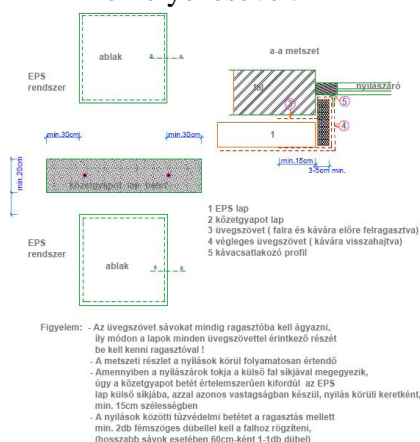 a-a metszet
ablak
a
a
EPS
rendszer
fal
nyílászáró
3
5
4
1
min.30cm
min.30cm
min.15cm
3-5cm min.
min.20cm
kőzetgyapot lap betét
1 EPS lap
2 kőzetgyapot lap
3 üvegszövet ( falra és kávára előre felragasztva)
4 végleges üvegszövet ( kávára visszahajtva)
5 kávacsatlakozó profil
EPS
rendszer
ablak
a
a
Figyelem: - Az üvegszövet sávokat mindig ragasztóba kell ágyazni,
ily módon a lapok minden üvegszövettel érintkező részét
be kell kenni ragasztóval !
- A metszeti részlet a nyílások körül folyamatosan értendő
- Amennyiben a nyílászárok tokja a külső fal síkjával megegyezik,
úgy a kőzetgyapot betét értelemszerűen kifordul az EPS
lap külső síkjába, azzal azonos vastagságban készül, nyílás körüli keretként,
min. 15cm szélességben
- A nyílások közötti tűzvédelmi betétet a ragasztás mellett
min. 2db fémszöges dübellel kell a falhoz rögzíteni,
(hosszabb sávok esetében 60cm-ként 1-1db dübel)